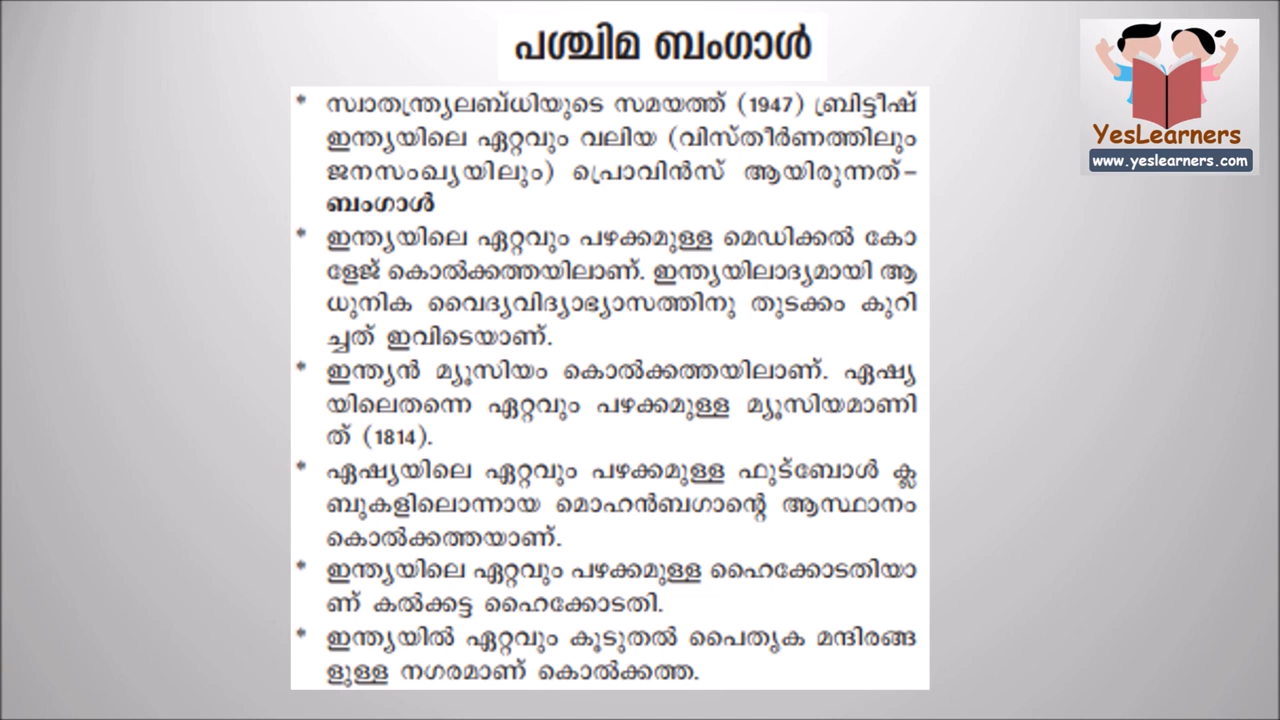 പശ്ചിമ ബംഗാൾ
* സ്വാതന്ത്ര്യലബ്ധിയുടെ സമയത്ത് (1947) ബ്രിട്ടീഷ്
ഇന്ത്യയിലെ ഏറ്റവും വലിയ (വിസ്തീർണത്തിലും
ജനസംഖ്യയിലും) പ്രൊവിൻസ് ആയിരുന്നത്-
ബംഗാൾ
* ഇന്ത്യയിലെ ഏറ്റവും പഴക്കമുള്ള മെഡിക്കൽ കോ
ളേജ് കൊൽക്കത്തയിലാണ്. ഇന്ത്യയിലാദ്യമായി ആ
ധുനിക വൈദ്യവിദ്യാഭ്യാസത്തിനു തുടക്കം കുറി
ച്ചത് ഇവിടെയാണ്.
* ഇന്ത്യൻ മ്യൂസിയം കൊൽക്കത്തയിലാണ്. ഏഷ്യ
യിലെതന്നെ ഏറ്റവും പഴക്കമുള്ള മ്യൂസിയമാണി
ത് (1814).
* ഏഷ്യയിലെ ഏറ്റവും പഴക്കമുള്ള ഫുട്ബോൾ ക്ല
ബുകളിലൊന്നായ മൊഹൻബഗാന്റെ ആസ്ഥാനം
കൊൽക്കത്തയാണ്.
* ഇന്ത്യയിലെ ഏറ്റവും പഴക്കമുള്ള ഹൈക്കോടതിയാ
ണ് കൽക്കട്ട ഹൈക്കോടതി.
* ഇന്ത്യയിൽ ഏറ്റവും കൂടുതൽ പൈതൃക മന്ദിരങ്ങ
ളുള്ള നഗരമാണ് കൊൽക്കത്ത.
YesLearners
www.yeslearners.com